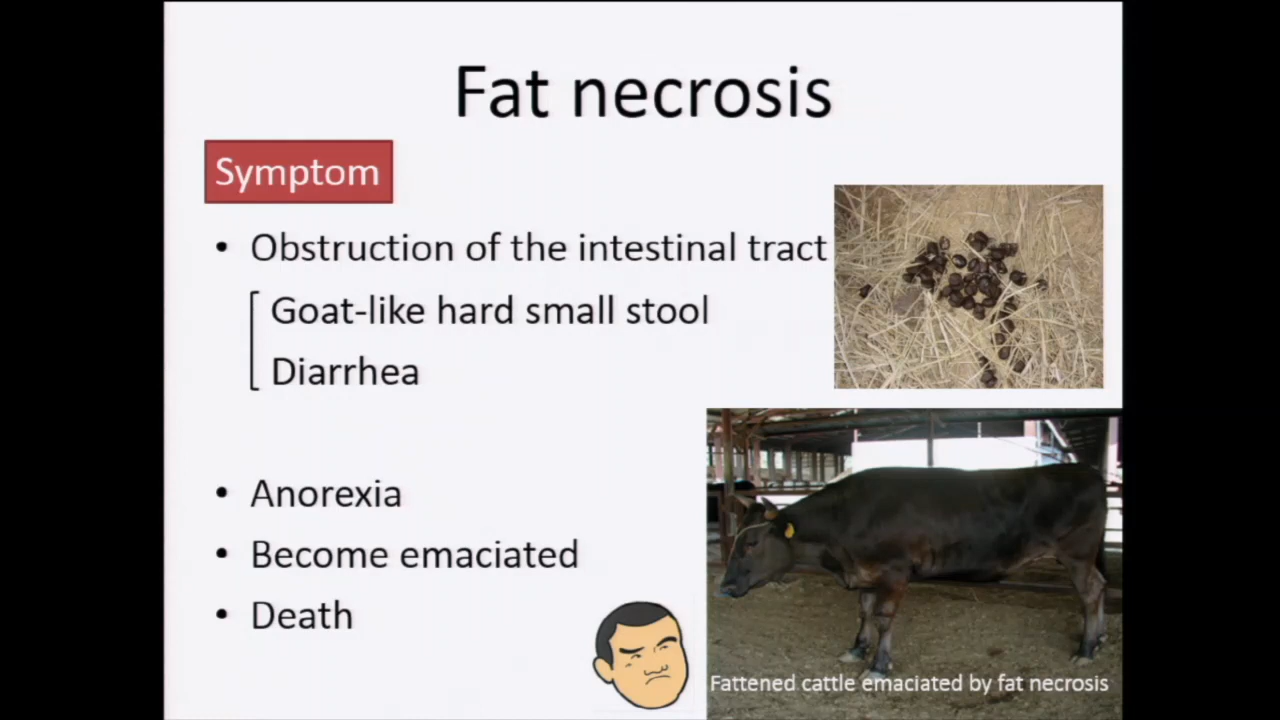 Fat necrosis
Symptom
• Obstruction of the intestinal tract
Goat-like hard small stool
Diarrhea
• Anorexia
• Become emaciated
• Death
Fattened cattle emaciated by fat necrosis